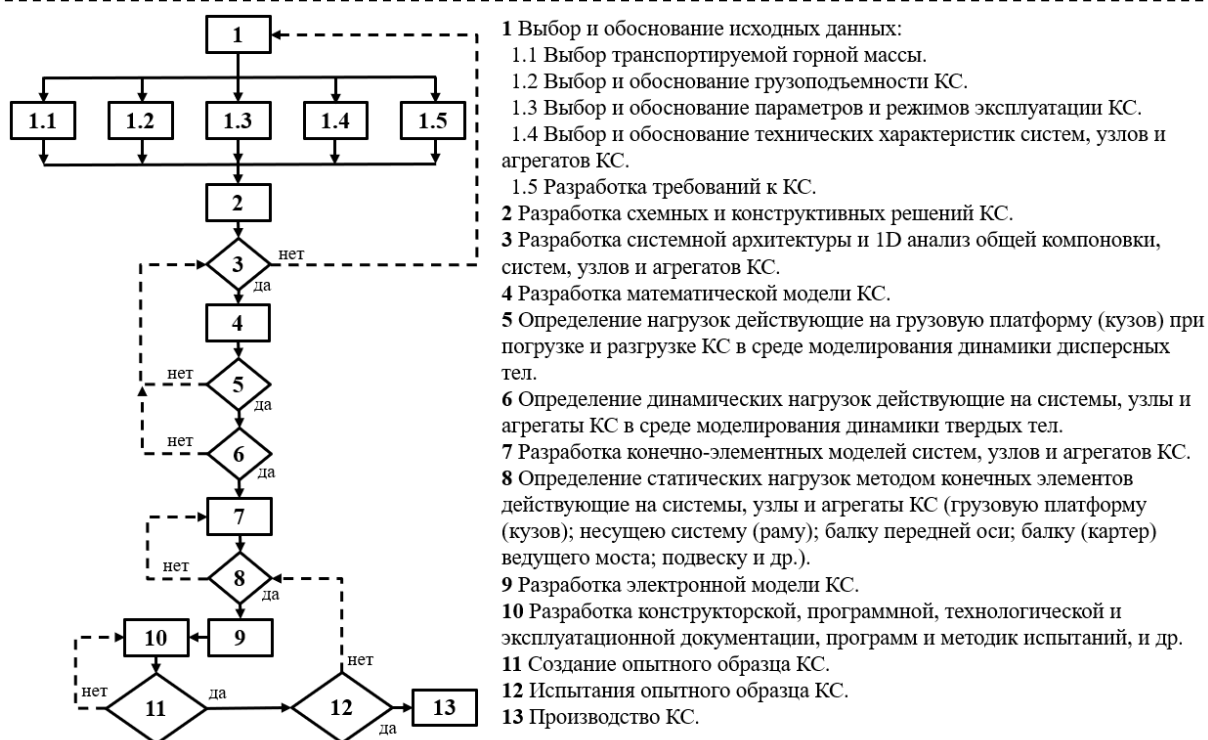 1
1.1
1.2
1.3
1.4
1.5
2
3
нет
да
4
нет
5
да
нет
6
да
7
нет
8
да
10
9
нет
нет
11
да
12
да
13
1 Выбор и обоснование исходных данных:
1.1 Выбор транспортируемой горной массы.
1.2 Выбор и обоснование грузоподъемности КС.
1.3 Выбор и обоснование параметров и режимов эксплуатации КС.
1.4 Выбор и обоснование технических характеристик систем, узлов и
агрегатов КС.
1.5 Разработка требований к КС.
2 Разработка схемных и конструктивных решений КС.
3 Разработка системной архитектуры и 1D анализ общей компоновки,
систем, узлов и агрегатов КС.
4 Разработка математической модели КС.
5 Определение нагрузок действующие на грузовую платформу (кузов) при
погрузке и разгрузке КС в среде моделирования динамики дисперсных
тел.
6 Определение динамических нагрузок действующие на системы, узлы и
агрегаты КС в среде моделирования динамики твердых тел.
7 Разработка конечно-элементных моделей систем, узлов и агрегатов КС.
8 Определение статических нагрузок методом конечных элементов
действующие на системы, узлы и агрегаты КС (грузовую платформу
(кузов); несущею систему (раму); балку передней оси; балку (картер)
ведущего моста; подвеску и др.).
9 Разработка электронной модели КС.
10 Разработка конструкторской, программной, технологической и
эксплуатационной документации, программ и методик испытаний, и др.
11 Создание опытного образца КС.
12 Испытания опытного образца КС.
13 Производство КС.